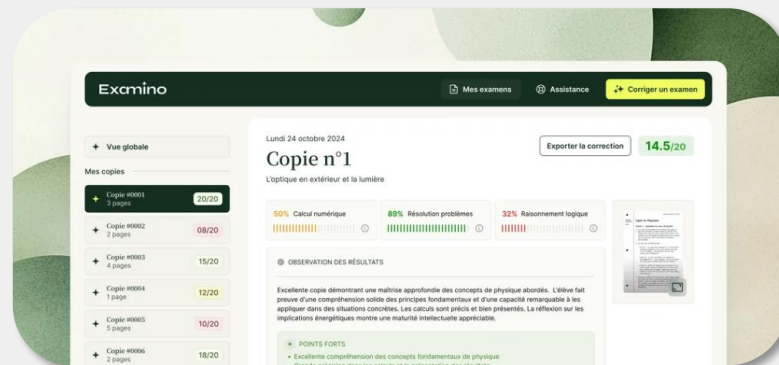 Examino
Mes examens
Assistance
Corriger un examen
Vue globale
Mes copies
Copie #0001
3 pages
20/20
Copie #0002
2 pages
08/20
Copie #0003
4 pages
15/20
Copie #0004
1 page
12/20
Copie #0005
5 pages
10/20
Copie #0006
2 pages
18/20
Lundi 24 octobre 2024
Copie n°1
L'optique en extérieur et la lumière
Exporter la correction
14.5/20
50% Calcul numérique
89% Résolution problèmes
32% Raisonnement logique
OBSERVATION DES RÉSULTATS
Excellente copie démontrant une maîtrise approfondie des concepts de physique abordés. L'élève fait
preuve d'une compréhension solide des principes fondamentaux et d'une capacité remarquable à les
appliquer dans des situations concrètes. Les calculs sont précis et bien présentés. La réflexion sur les
implications énergétiques montre une maturité intellectuelle appréciable.
POINTS FORTS
• Excellente compréhension des concepts fondamentaux de physique